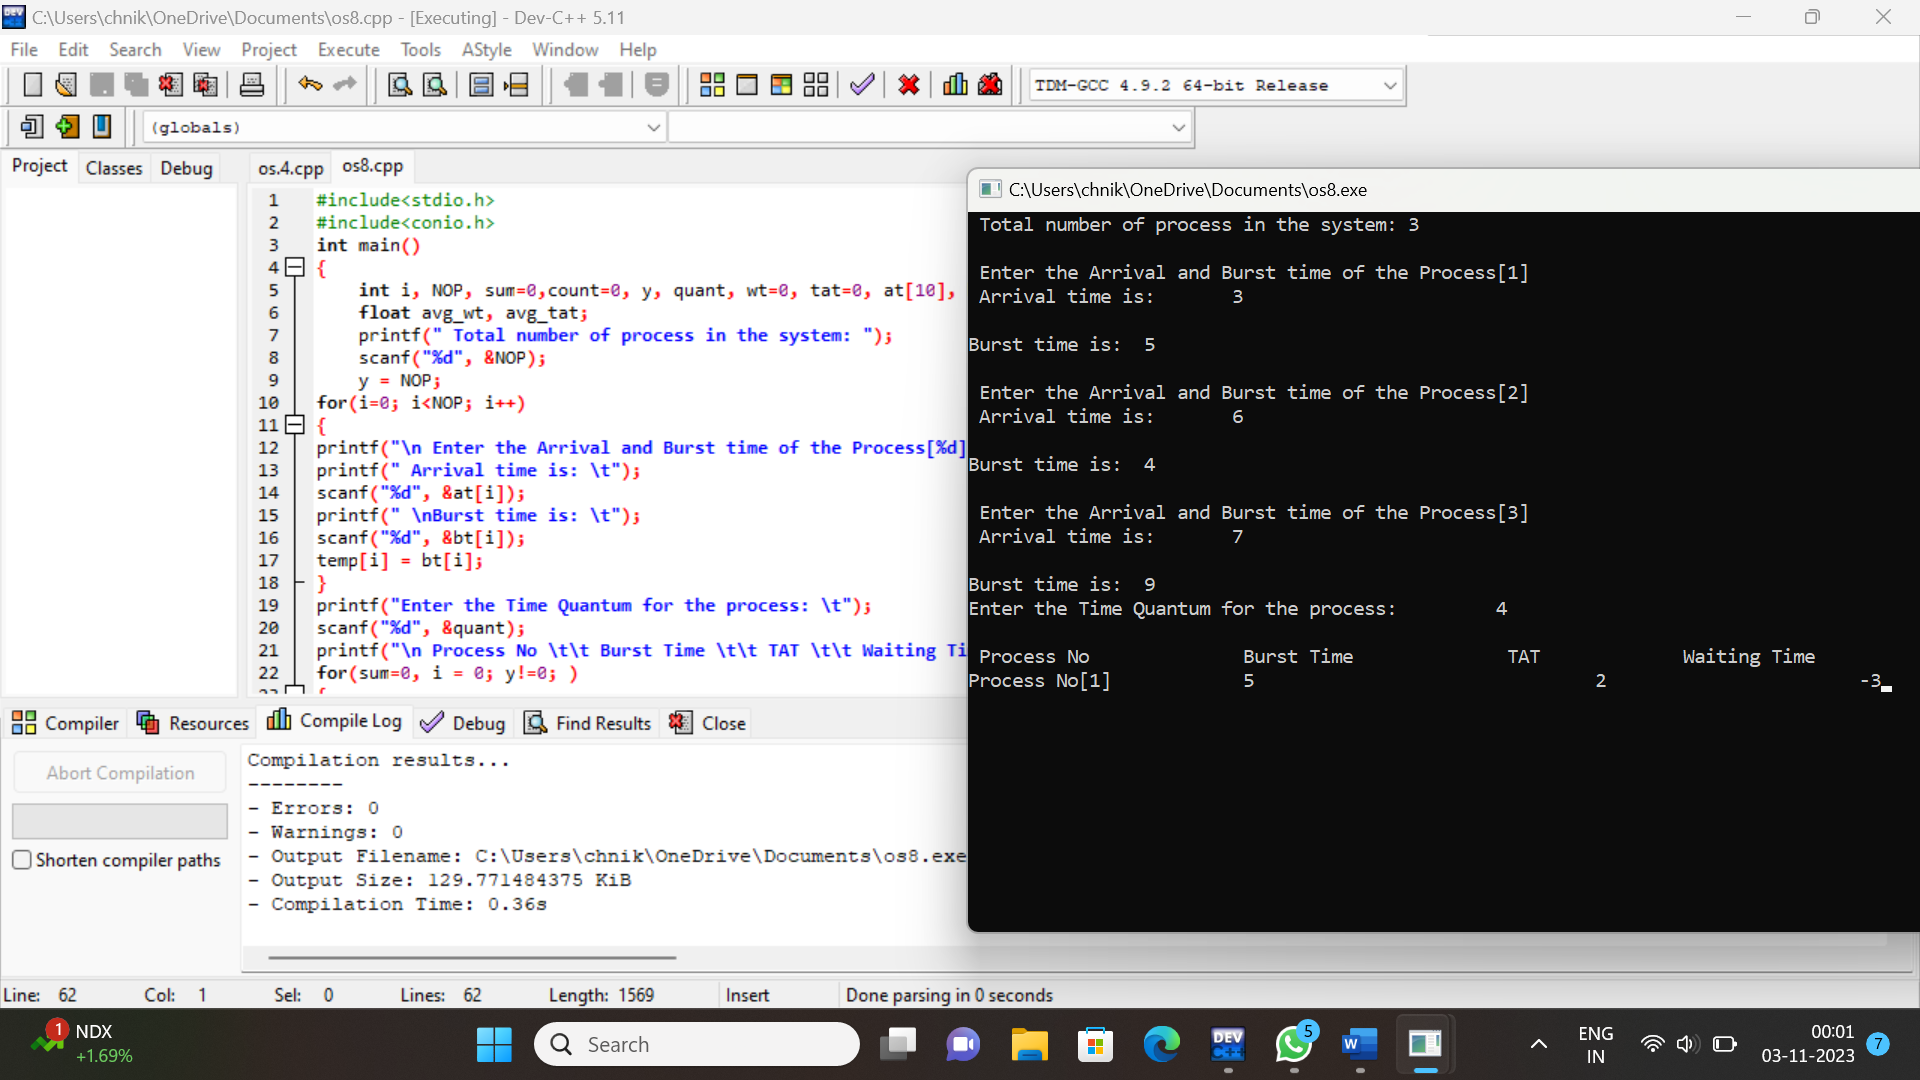 C:\Users\chnik\OneDrive\Documents\os8.cpp - [Executing] - Dev-C++ 5.11
File Edit Search View Project Execute Tools AStyle Window Help
TDM-GCC 4.9.2 64-bit Release
(globals)
Project Classes Debug
os.4.cpp os8.cpp
1 #include<stdio.h>
2 #include<conio.h>
3 int main()
4 {
5 int i, NOP, sum=0,count=0, y, quant, wt=0, tat=0, at[10],
6 float avg_wt, avg_tat;
7 printf(" Total number of process in the system: ");
8 scanf("%d", &NOP);
9 y = NOP;
10 for(i=0; i<NOP; i++)
11 {
12 printf("\n Enter the Arrival and Burst time of the Process[%d]
13 printf(" Arrival time is: \t");
14 scanf("%d", &at[i]);
15 printf(" \nBurst time is: \t");
16 scanf("%d", &bt[i]);
17 temp[i] = bt[i];
18 }
19 printf("Enter the Time Quantum for the process: \t");
20 scanf("%d", &quant);
21 printf("\n Process No \t\t Burst Time \t\t TAT \t\t Waiting Ti
22 for(sum=0, i = 0; y!=0; )
C:\Users\chnik\OneDrive\Documents\os8.exe
Total number of process in the system: 3
Enter the Arrival and Burst time of the Process[1]
Arrival time is: 3
Burst time is: 5
Enter the Arrival and Burst time of the Process[2]
Arrival time is: 6
Burst time is: 4
Enter the Arrival and Burst time of the Process[3]
Arrival time is: 7
Burst time is: 9
Enter the Time Quantum for the process: 4
Process No Burst Time TAT Waiting Time
Process No[1] 5 2 -3
Compiler Resources Compile Log Debug Find Results Close
Abort Compilation
Shorten compiler paths
Compilation results...
--------
- Errors: 0
- Warnings: 0
- Output Filename: C:\Users\chnik\OneDrive\Documents\os8.exe
- Output Size: 129.771484375 KiB
- Compilation Time: 0.36s
Line: 62 Col: 1 Sel: 0 Lines: 62 Length: 1569 Insert Done parsing in 0 seconds
1 NDX
+1.69%
Search
DEV C++
5
W
ENG
IN
00:01
03-11-2023
7